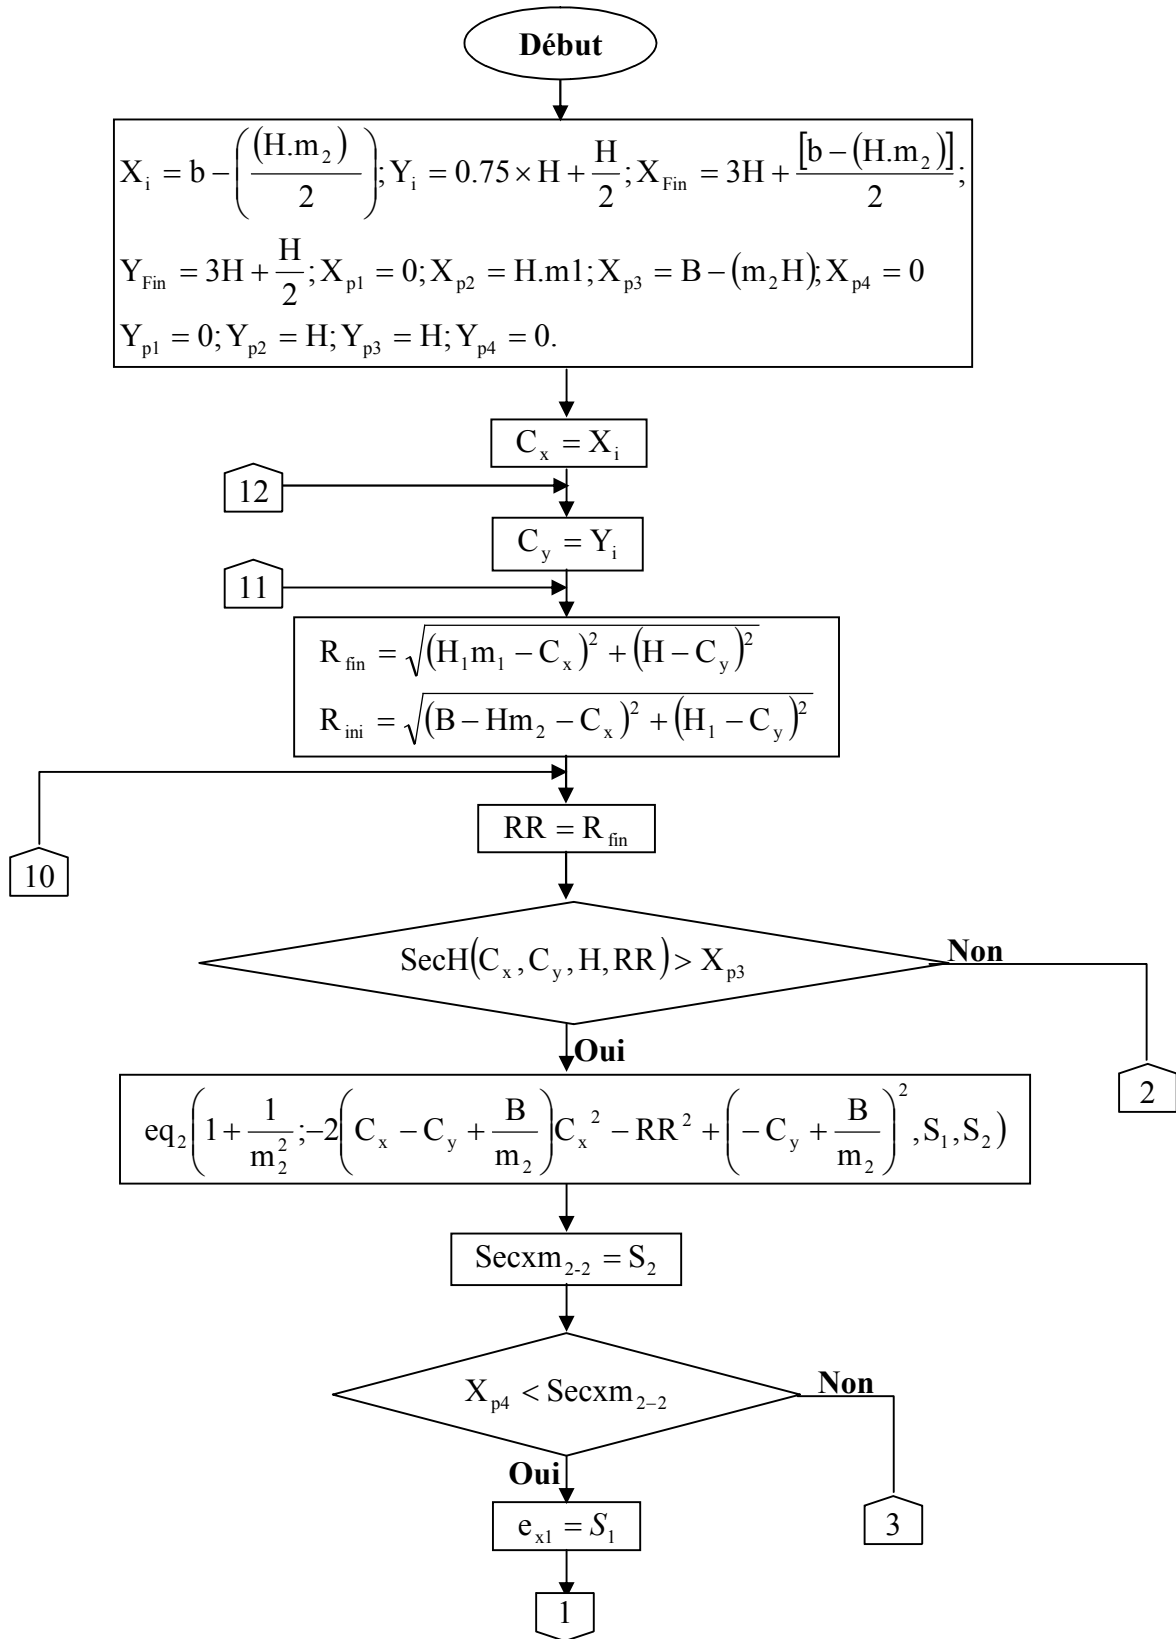 Début
X_i = b − ( (H.m_2) / 2 ); Y_i = 0.75 × H + H/2; X_Fin = 3H + [b − (H.m_2)] / 2;
Y_Fin = 3H + H/2; X_p1 = 0; X_p2 = H.m1; X_p3 = B − (m_2H); X_p4 = 0
Y_p1 = 0; Y_p2 = H; Y_p3 = H; Y_p4 = 0.
C_x = X_i
12
C_y = Y_i
11
R_fin = √((H_1m_1 − C_x)^2 + (H − C_y)^2)
R_ini = √((B − Hm_2 − C_x)^2 + (H_1 − C_y)^2)
RR = R_fin
10
SecH(C_x, C_y, H, RR) > X_p3
Non
Oui
2
eq_2(1 + 1/m_2^2; −2(C_x − C_y + B/m_2)C_x^2 − RR^2 + (−C_y + B/m_2)^2, S_1, S_2)
Secxm_2-2 = S_2
X_p4 < Secxm_2−2
Non
Oui
e_x1 = S_1
3
1